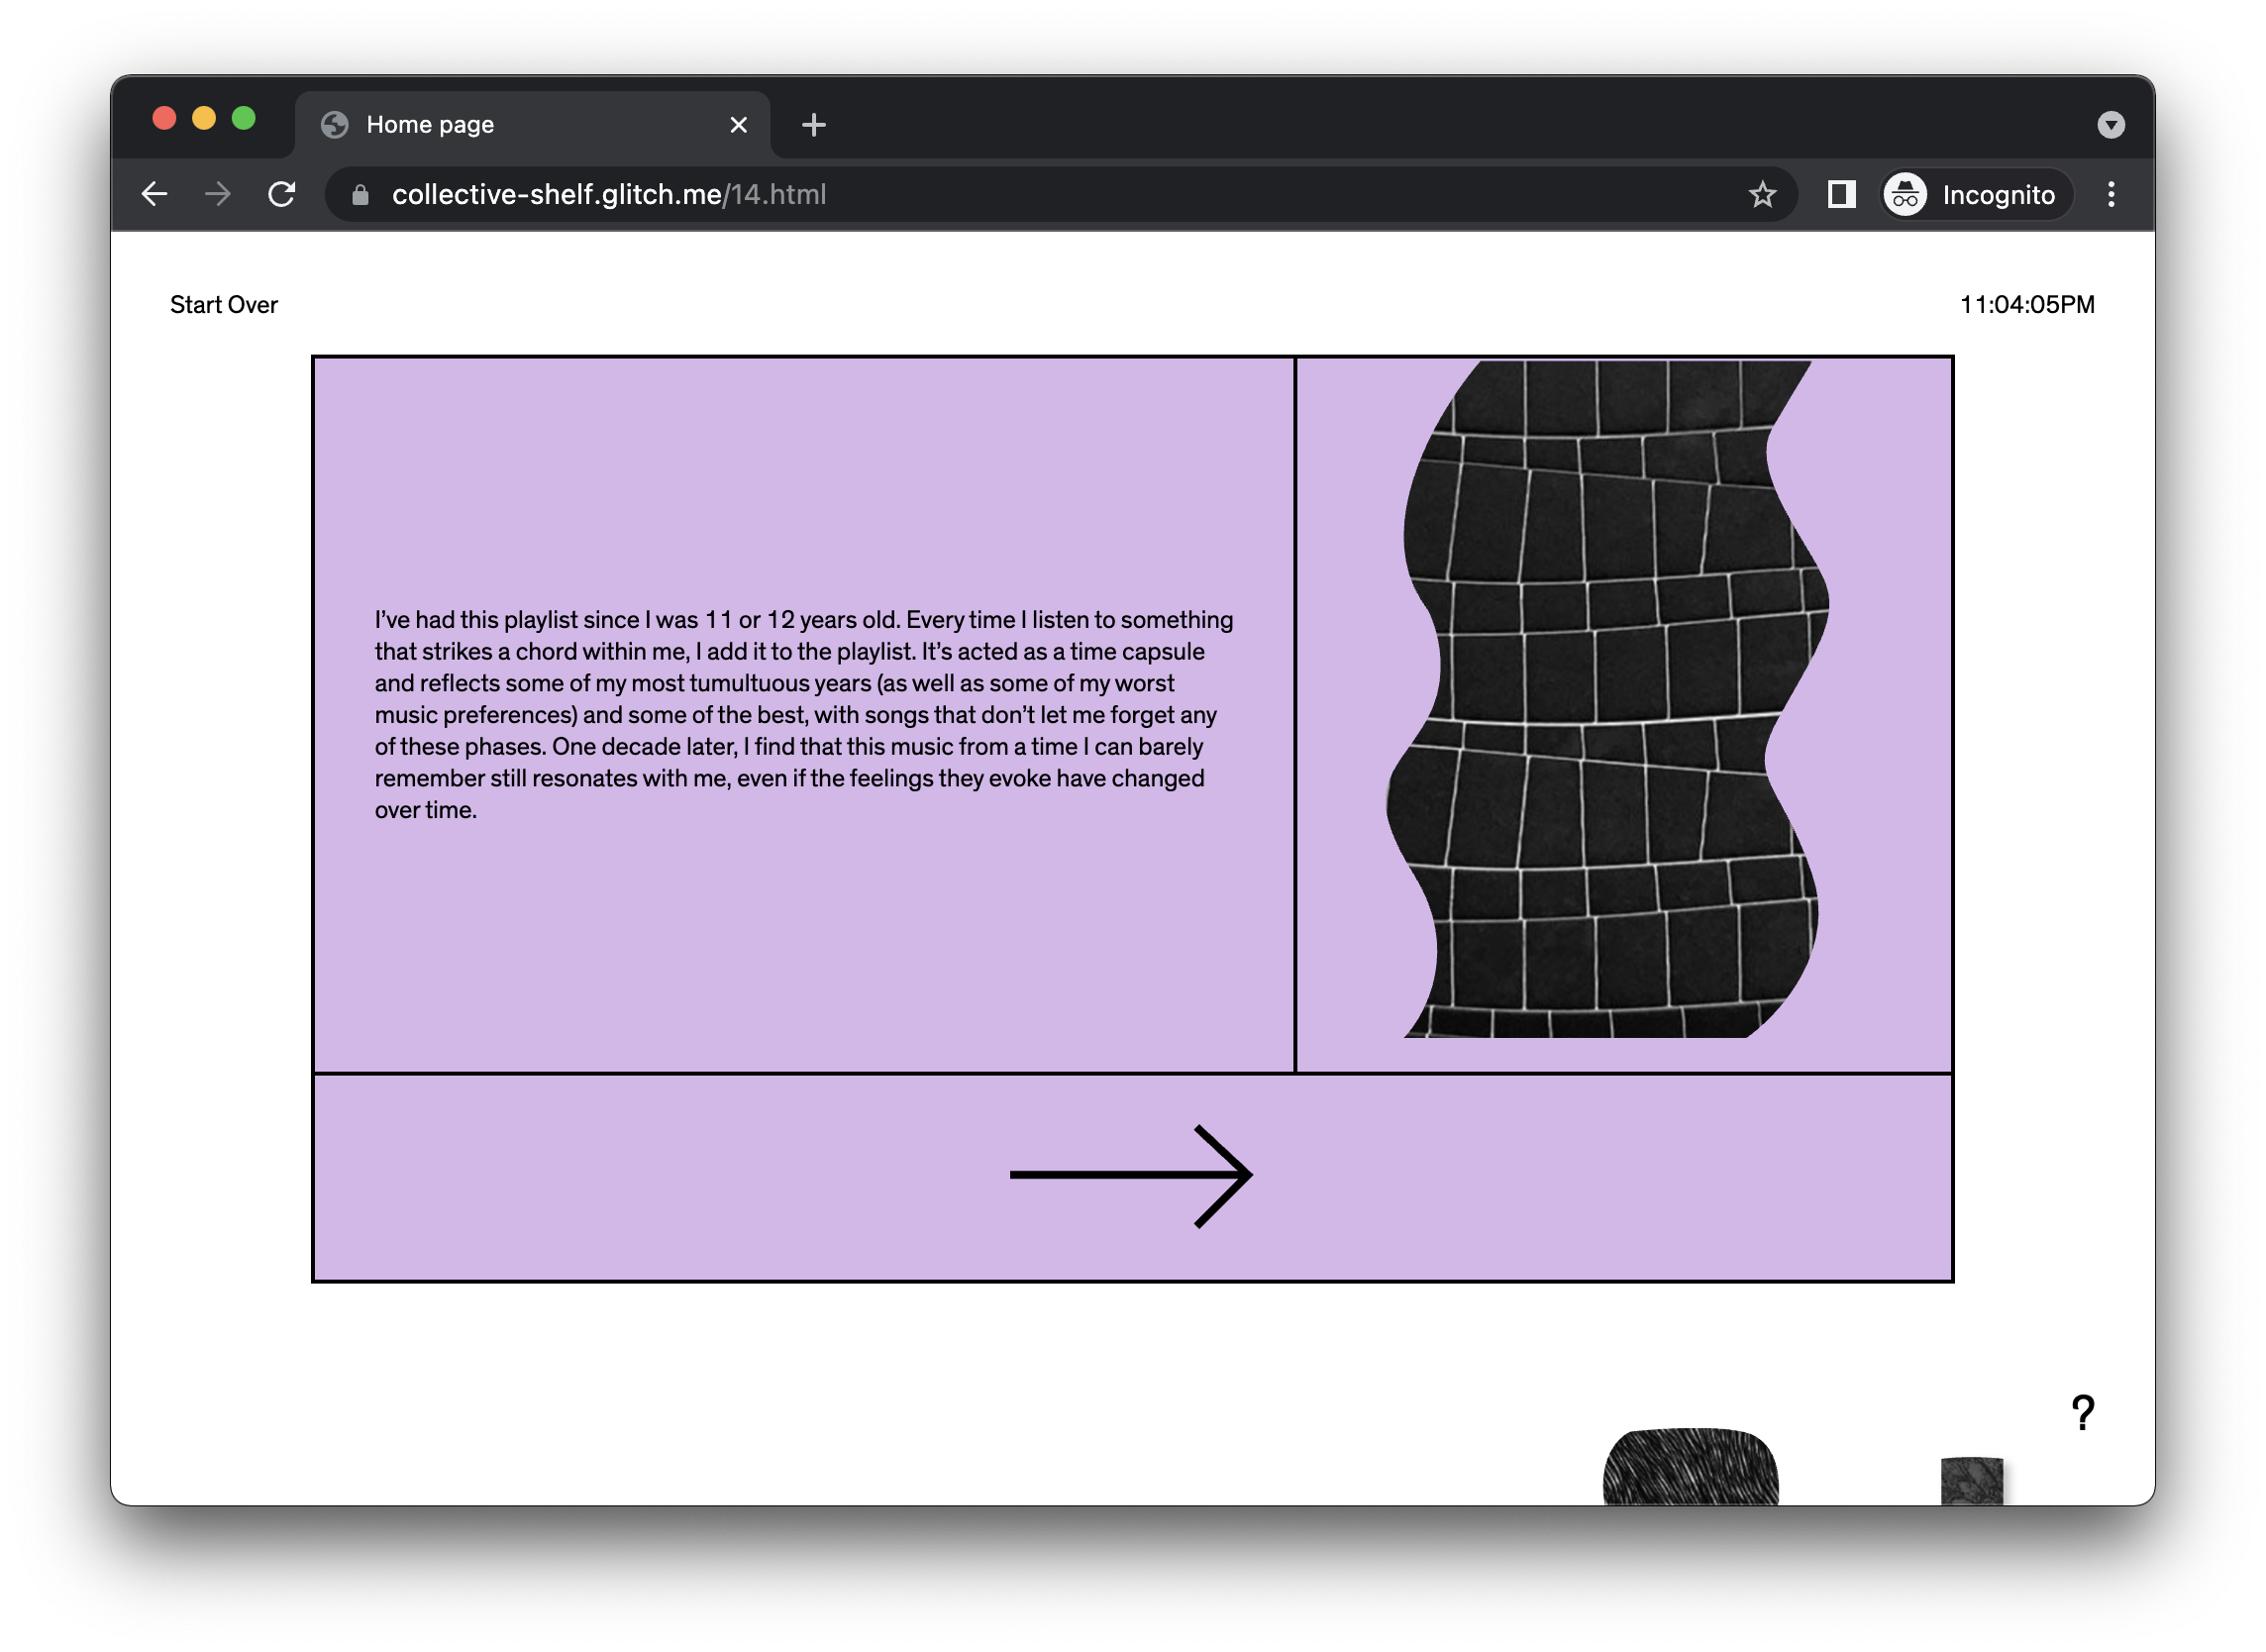 Home page
collective-shelf.glitch.me/14.html
Incognito
Start Over
11:04:05PM
I’ve had this playlist since I was 11 or 12 years old. Every time I listen to something
that strikes a chord within me, I add it to the playlist. It’s acted as a time capsule
and reflects some of my most tumultuous years (as well as some of my worst
music preferences) and some of the best, with songs that don’t let me forget any
of these phases. One decade later, I find that this music from a time I can barely
remember still resonates with me, even if the feelings they evoke have changed
over time.
?